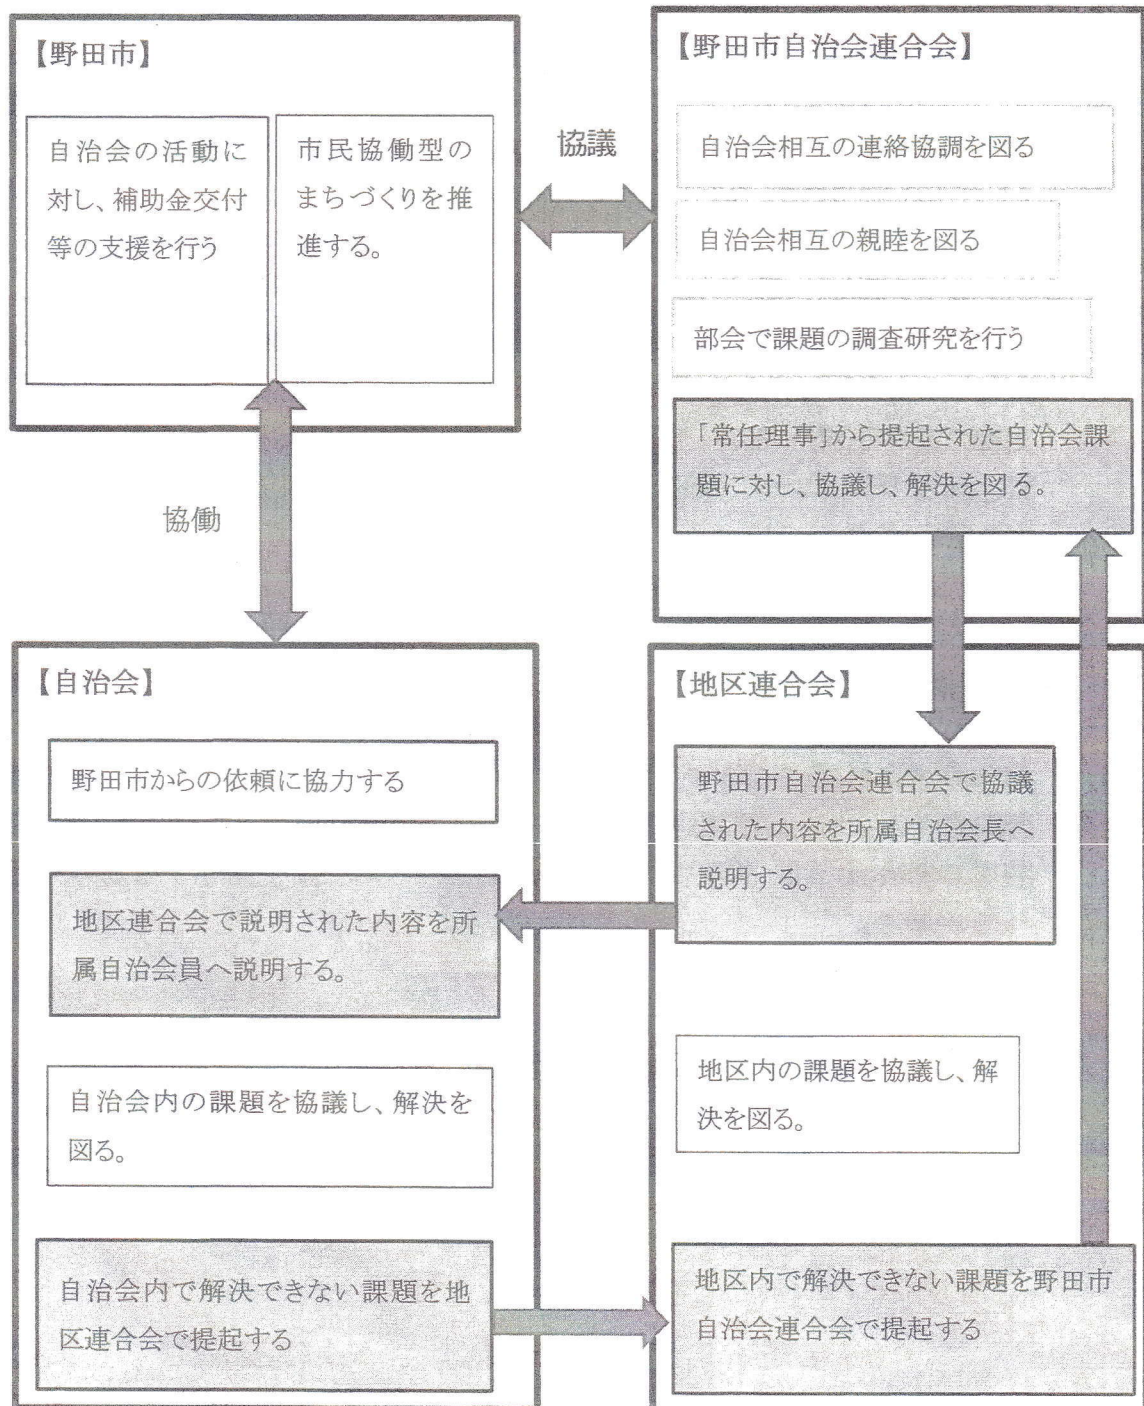 【野田市】
自治会の活動に
対し、補助金交付
等の支援を行う
市民協働型の
まちづくりを推
進する。
協議
【野田市自治会連合会】
自治会相互の連絡協調を図る
自治会相互の親睦を図る
部会で課題の調査研究を行う
「常任理事」から提起された自治会課
題に対し、協議し、解決を図る。
協働
【自治会】
野田市からの依頼に協力する
地区連合会で説明された内容を所
属自治会員へ説明する。
自治会内の課題を協議し、解決を
図る。
自治会内で解決できない課題を地
区連合会で提起する
【地区連合会】
野田市自治会連合会で協議
された内容を所属自治会長へ
説明する。
地区内の課題を協議し、解
決を図る。
地区内で解決できない課題を野田市
自治会連合会で提起する